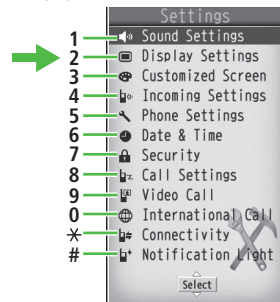 Settings
1 Sound Settings
2 Display Settings
3 Customized Screen
4 Incoming Settings
5 Phone Settings
6 Date & Time
7 Security
8 Call Settings
9 Video Call
0 International Call
* Connectivity
# Notification Light
Select